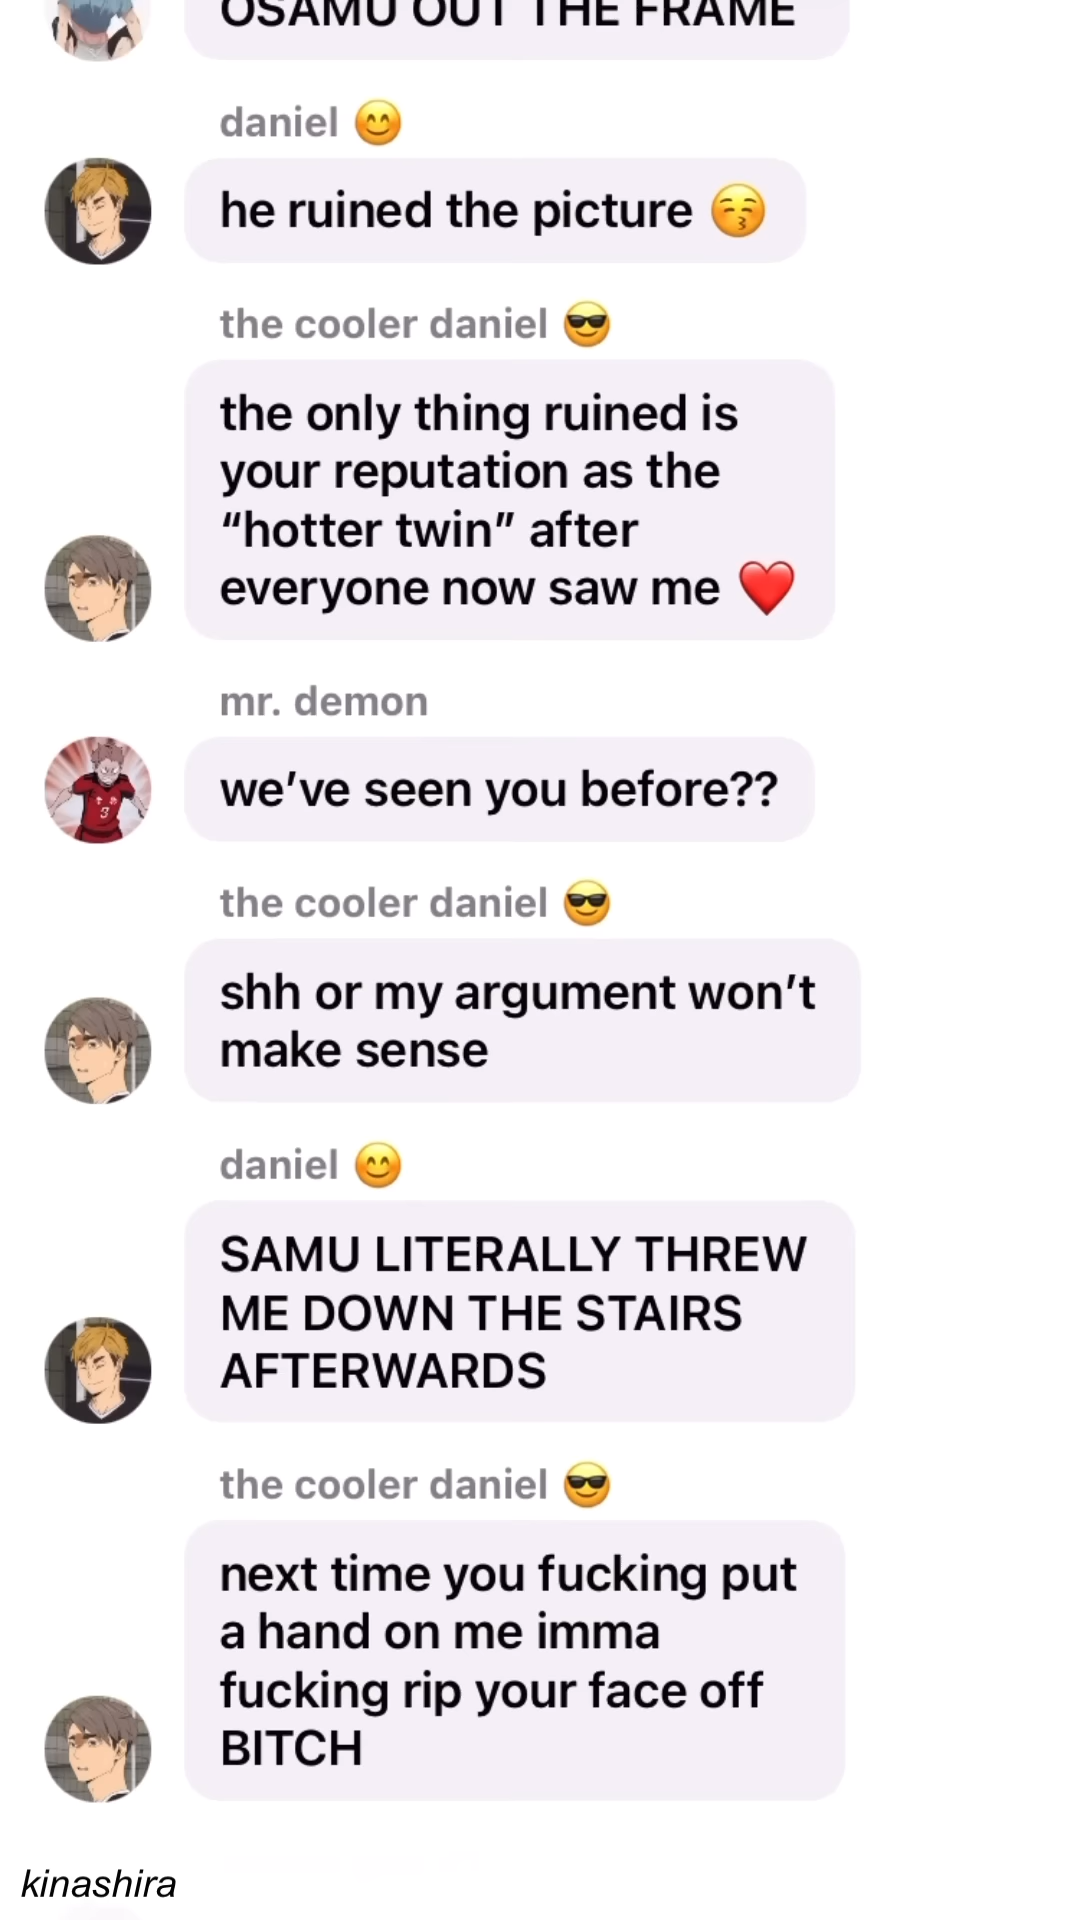 OSAMU OUT THE FRAME
daniel 😊
he ruined the picture 😚
the cooler daniel 😎
the only thing ruined is
your reputation as the
“hotter twin” after
everyone now saw me ❤️
mr. demon
we’ve seen you before??
the cooler daniel 😎
shh or my argument won’t
make sense
daniel 😊
SAMU LITERALLY THREW
ME DOWN THE STAIRS
AFTERWARDS
the cooler daniel 😎
next time you fucking put
a hand on me imma
fucking rip your face off
BITCH
kinashira